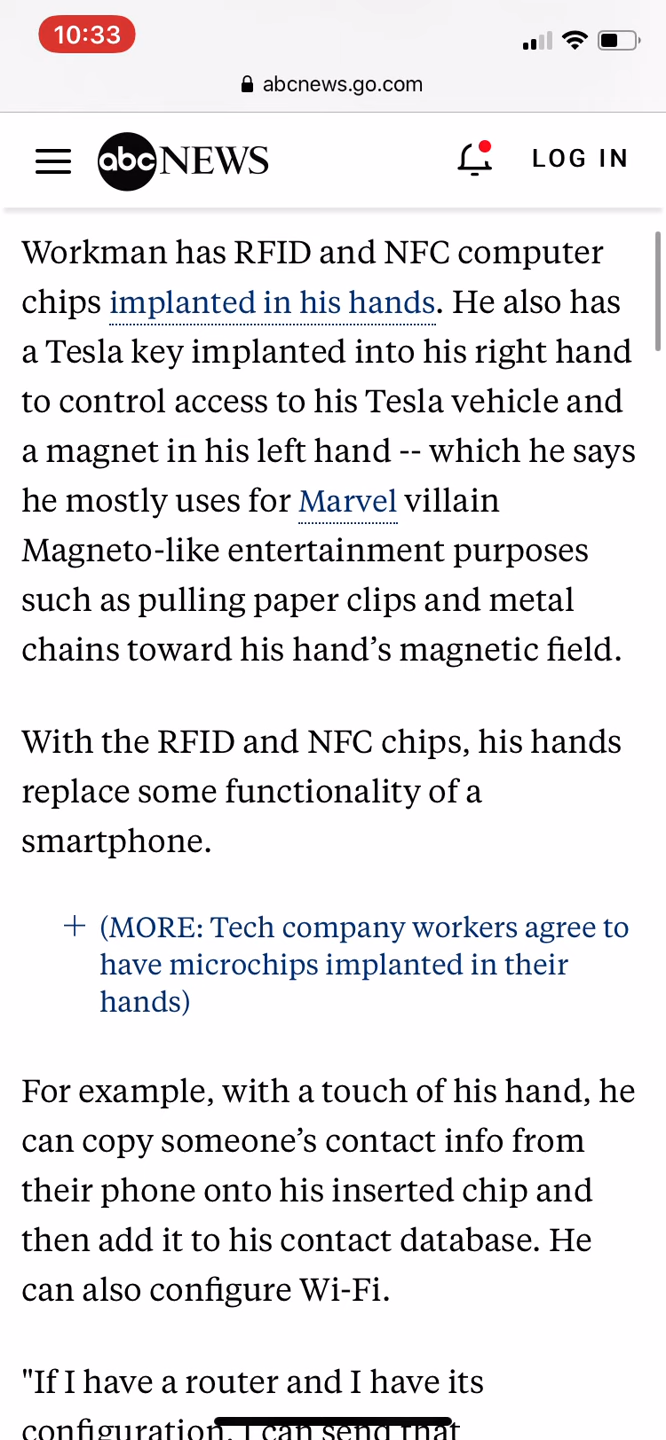 10:33
abcnews.go.com
abc NEWS
LOG IN
Workman has RFID and NFC computer
chips implanted in his hands. He also has
a Tesla key implanted into his right hand
to control access to his Tesla vehicle and
a magnet in his left hand -- which he says
he mostly uses for Marvel villain
Magneto-like entertainment purposes
such as pulling paper clips and metal
chains toward his hand’s magnetic field.
With the RFID and NFC chips, his hands
replace some functionality of a
smartphone.
+ (MORE: Tech company workers agree to
have microchips implanted in their
hands)
For example, with a touch of his hand, he
can copy someone’s contact info from
their phone onto his inserted chip and
then add it to his contact database. He
can also configure Wi-Fi.
"If I have a router and I have its
configuration, I can send that